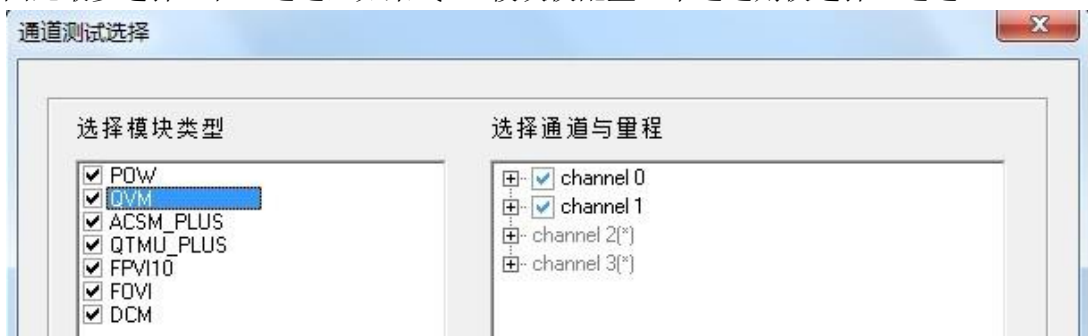 通道测试选择
选择模块类型
选择通道与里程
POW
QVM
ACSM_PLUS
QTMU_PLUS
FPVI10
FOVI
DCM
channel 0
channel 1
channel 2(*)
channel 3(*)